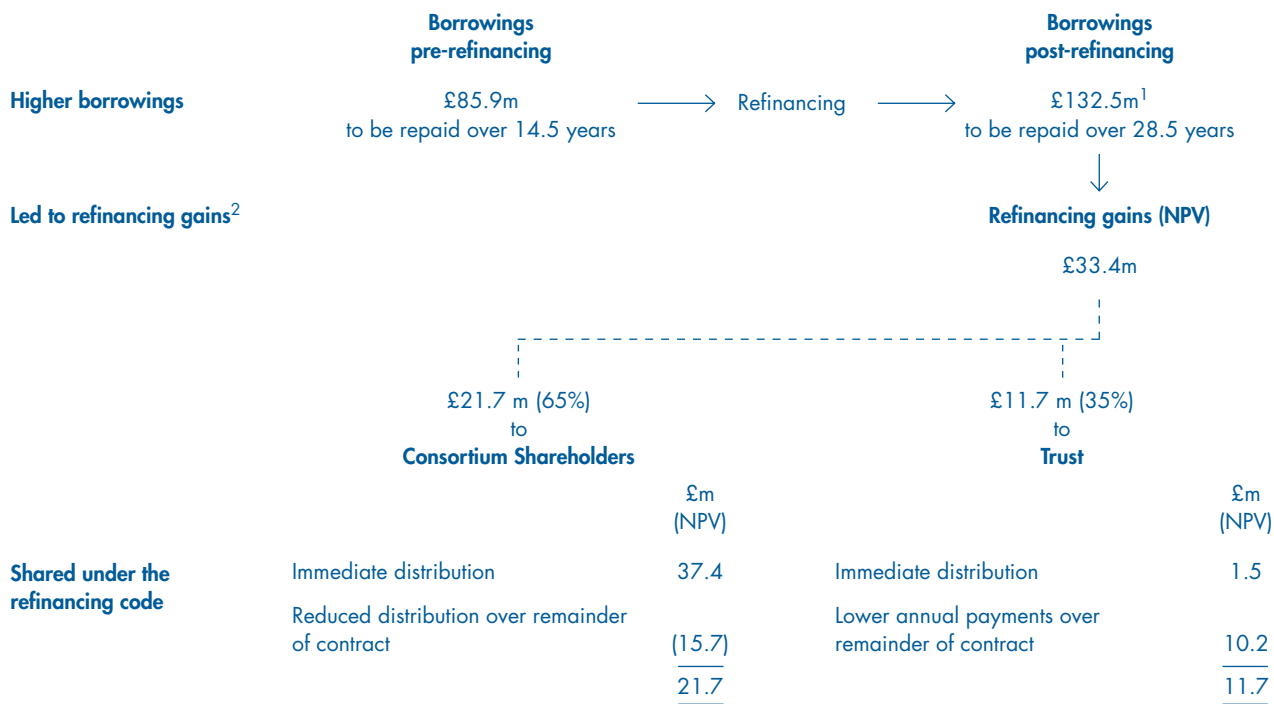 Borrowings
pre-refinancing
Borrowings
post-refinancing
Higher borrowings
£85.9m
to be repaid over 14.5 years
Refinancing
£132.5m1
to be repaid over 28.5 years
Led to refinancing gains2
Refinancing gains (NPV)
£33.4m
£21.7 m (65%)
to
Consortium Shareholders
£11.7 m (35%)
to
Trust
£m
(NPV)
£m
(NPV)
Shared under the
refinancing code
Immediate distribution 37.4
Reduced distribution over remainder
of contract (15.7)
21.7
Immediate distribution 1.5
Lower annual payments over
remainder of contract 10.2
11.7